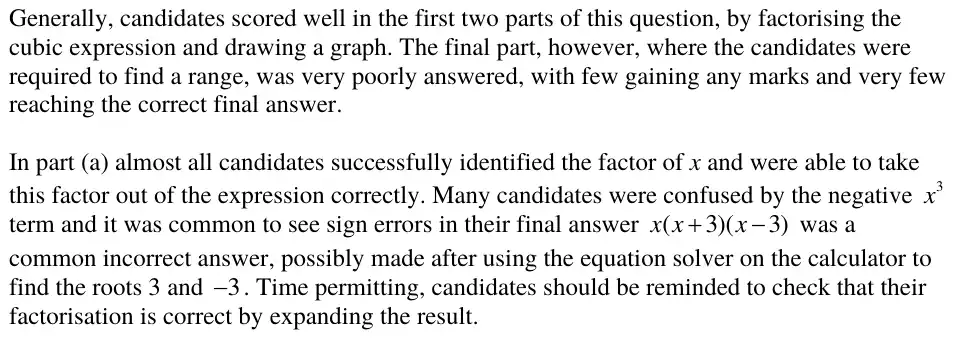 Generally, candidates scored well in the first two parts of this question, by factorising the
cubic expression and drawing a graph. The final part, however, where the candidates were
required to find a range, was very poorly answered, with few gaining any marks and very few
reaching the correct final answer.
In part (a) almost all candidates successfully identified the factor of x and were able to take
this factor out of the expression correctly. Many candidates were confused by the negative x³
term and it was common to see sign errors in their final answer x(x+3)(x−3) was a
common incorrect answer, possibly made after using the equation solver on the calculator to
find the roots 3 and −3. Time permitting, candidates should be reminded to check that their
factorisation is correct by expanding the result.